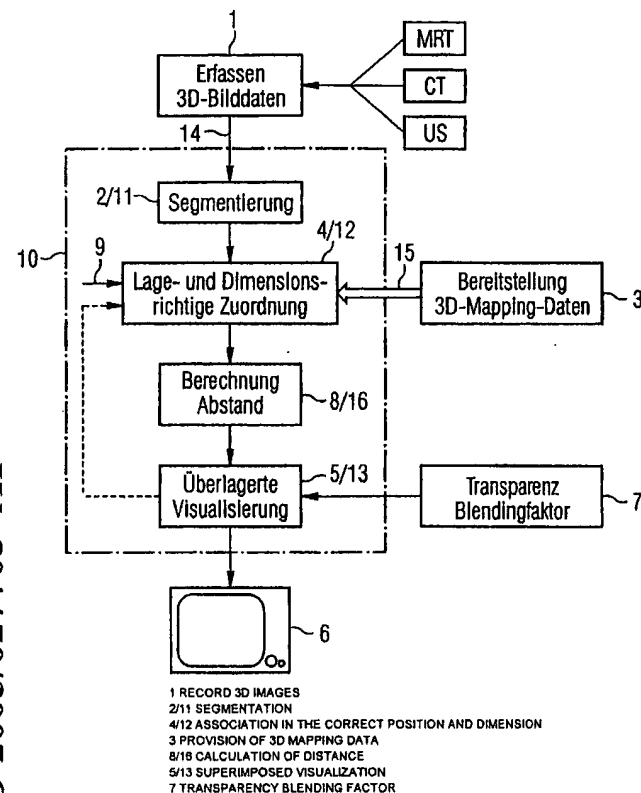 1
Erfassen
3D-Bilddaten
MRT
CT
US
14
2/11
Segmentierung
4/12
10
9
Lage- und Dimensions-
richtige Zuordnung
15
Bereitstellung
3D-Mapping-Daten
3
Berechnung
Abstand
8/16
Überlagerte
Visualisierung
5/13
Transparenz
Blendingfaktor
7
6
1 RECORD 3D IMAGES
2/11 SEGMENTATION
4/12 ASSOCIATION IN THE CORRECT POSITION AND DIMENSION
3 PROVISION OF 3D MAPPING DATA
8/16 CALCULATION OF DISTANCE
5/13 SUPERIMPOSED VISUALIZATION
7 TRANSPARENCY BLENDING FACTOR